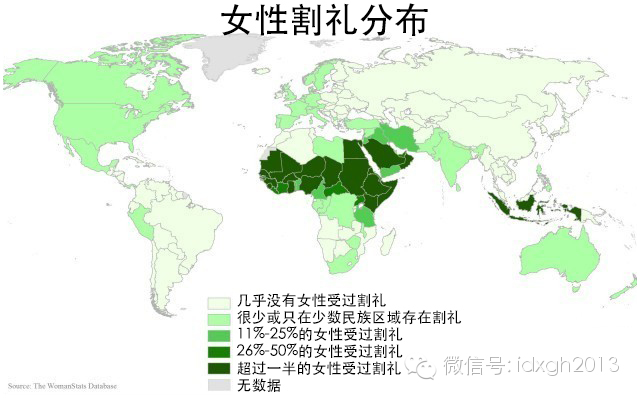 女性割礼分布
几乎没有女性受过割礼
很少或只在少数民族区域存在割礼
11%-25%的女性受过割礼
26%-50%的女性受过割礼
超过一半的女性受过割礼
无数据
微信号: idxgh2013
Source: The WomanStats Database